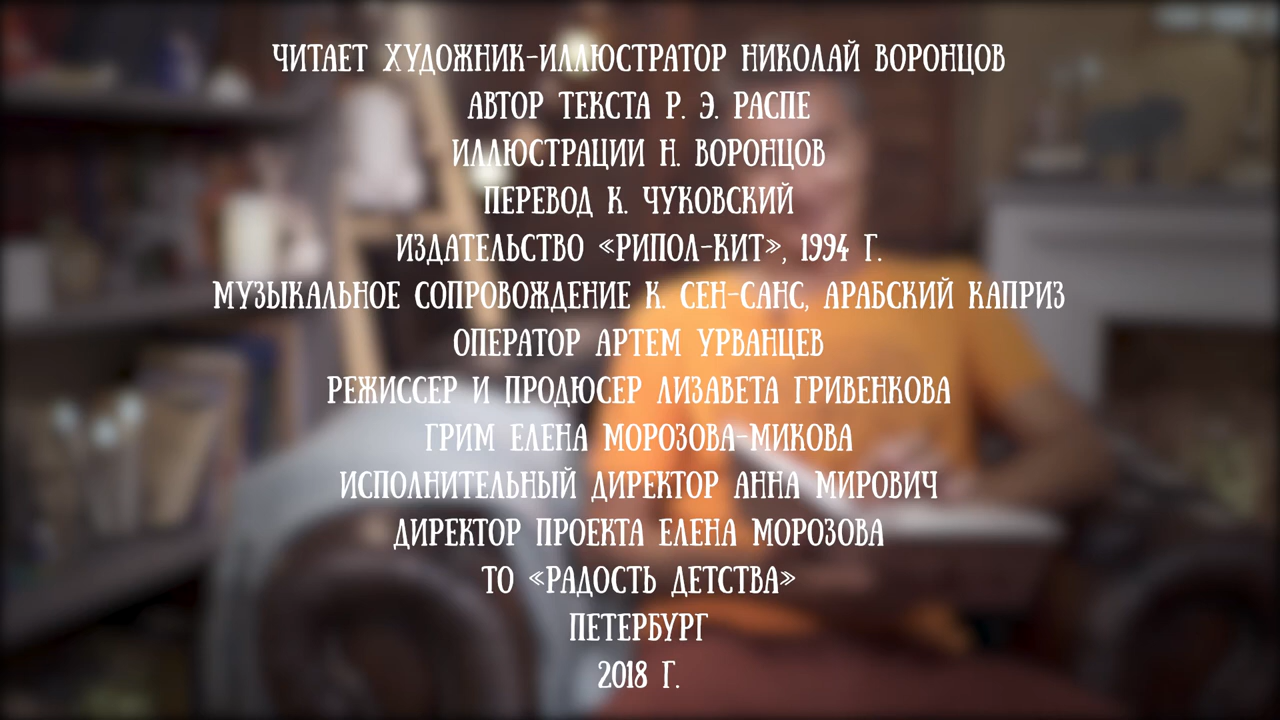 ЧИТАЕТ ХУДОЖНИК-ИЛЛЮСТРАТОР НИКОЛАЙ ВОРОНЦОВ
АВТОР ТЕКСТА Р. Э. РАСПЕ
ИЛЛЮСТРАЦИИ Н. ВОРОНЦОВ
ПЕРЕВОД К. ЧУКОВСКИЙ
ИЗДАТЕЛЬСТВО «РИПОЛ-КИТ», 1994 Г.
МУЗЫКАЛЬНОЕ СОПРОВОЖДЕНИЕ К. СЕН-САНС, АРАБСКИЙ КАПРИЗ
ОПЕРАТОР АРТЕМ УРВАНЦЕВ
РЕЖИССЕР И ПРОДЮСЕР ЛИЗАВЕТА ГРИВЕНКОВА
ГРИМ ЕЛЕНА МОРОЗОВА-МИКОВА
ИСПОЛНИТЕЛЬНЫЙ ДИРЕКТОР АННА МИРОВИЧ
ДИРЕКТОР ПРОЕКТА ЕЛЕНА МОРОЗОВА
ТО «РАДОСТЬ ДЕТСТВА»
ПЕТЕРБУРГ
2018 Г.